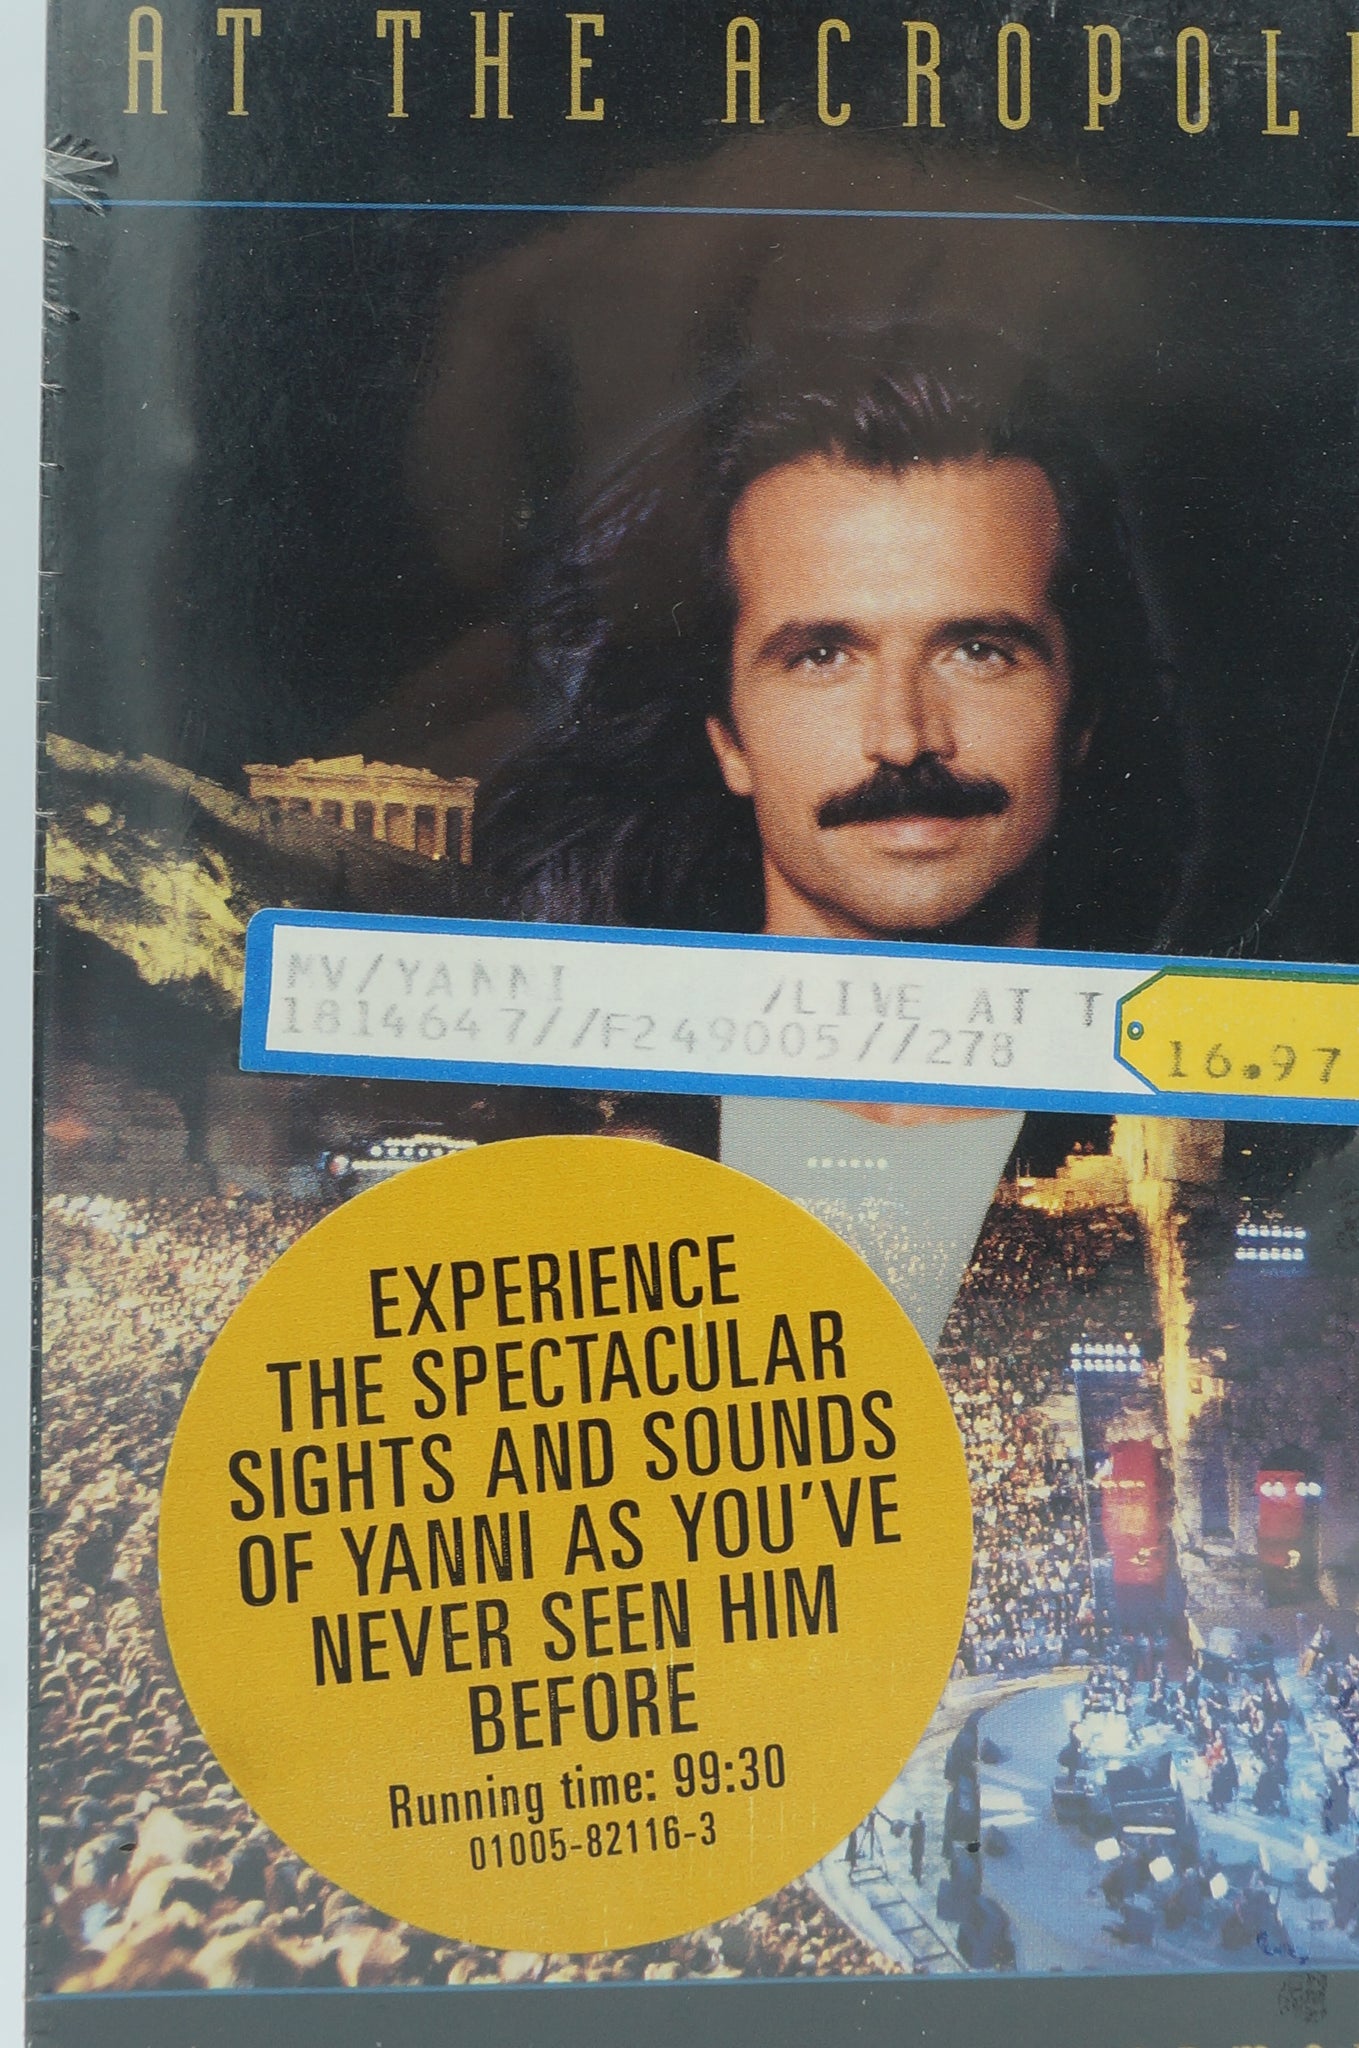 AT THE ACROPOLI
MV/YANNI /LIVE AT T
1814647//F249005//278
16.97
EXPERIENCE
THE SPECTACULAR
SIGHTS AND SOUNDS
OF YANNI AS YOU'VE
NEVER SEEN HIM
BEFORE
Running time: 99:30
01005-82116-3